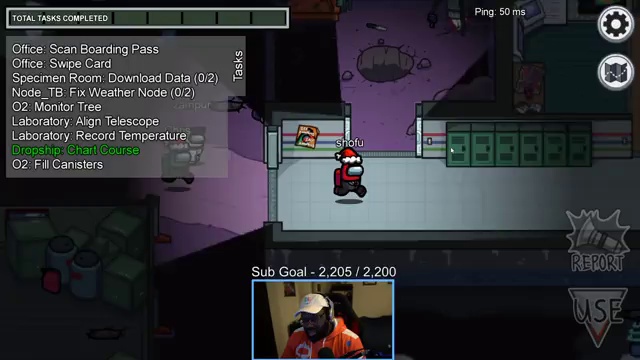 TOTAL TASKS COMPLETED
Ping: 50 ms
Office: Scan Boarding Pass
Office: Swipe Card
Specimen Room: Download Data (0/2)
Node_TB: Fix Weather Node (0/2)
O2: Monitor Tree
Laboratory: Align Telescope
Laboratory: Record Temperature
Dropship: Chart Course
O2: Fill Canisters
Tasks
shofu
REPORT
USE
Sub Goal - 2,205 / 2,200